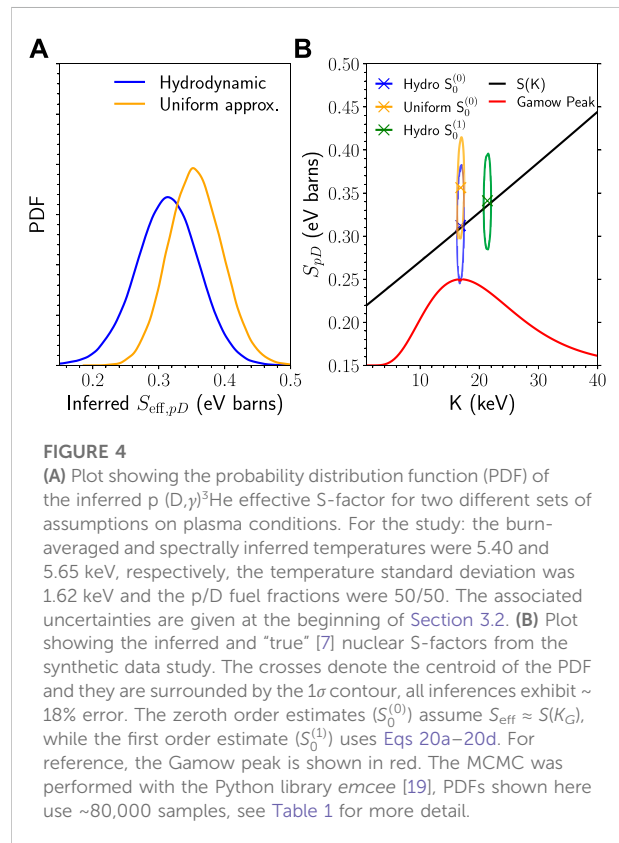 A
B
Hydrodynamic
Uniform approx.
PDF
0.2
0.3
0.4
0.5
Inferred S_eff,pD (eV barns)
Hydro S_0^(0)
Uniform S_0^(0)
Hydro S_0^(1)
S(K)
Gamow Peak
S_pD (eV barns)
0.50
0.45
0.40
0.35
0.30
0.25
0.20
0.15
10
20
30
40
K (keV)
FIGURE 4
(A) Plot showing the probability distribution function (PDF) of
the inferred p (D,γ)³He effective S-factor for two different sets of
assumptions on plasma conditions. For the study: the burn-
averaged and spectrally inferred temperatures were 5.40 and
5.65 keV, respectively, the temperature standard deviation was
1.62 keV and the p/D fuel fractions were 50/50. The associated
uncertainties are given at the beginning of Section 3.2. (B) Plot
showing the inferred and “true” [7] nuclear S-factors from the
synthetic data study. The crosses denote the centroid of the PDF
and they are surrounded by the 1σ contour, all inferences exhibit ~
18% error. The zeroth order estimates (S_0^(0)) assume S_eff ≈ S(K_G),
while the first order estimate (S_0^(1)) uses Eqs 20a–20d. For
reference, the Gamow peak is shown in red. The MCMC was
performed with the Python library emcee [19], PDFs shown here
use ~80,000 samples, see Table 1 for more detail.